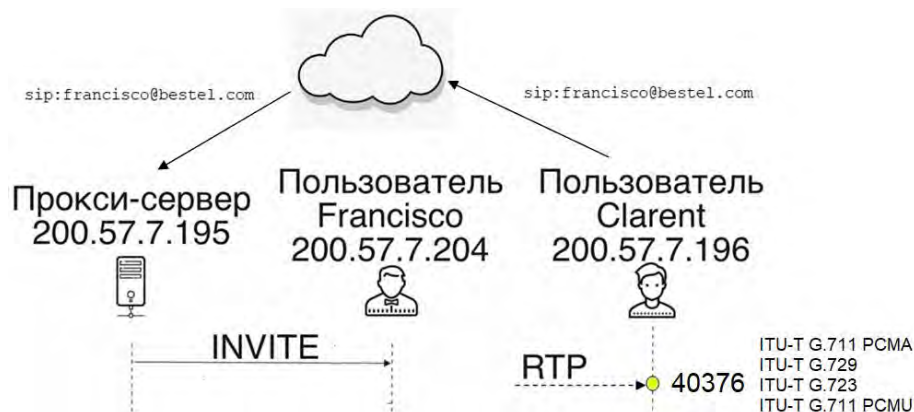 sip:francisco@bestel.com
sip:francisco@bestel.com
Прокси-сервер
200.57.7.195
Пользователь
Francisco
200.57.7.204
Пользователь
Clarent
200.57.7.196
INVITE
RTP
40376
ITU-T G.711 PCMA
ITU-T G.729
ITU-T G.723
ITU-T G.711 PCMU